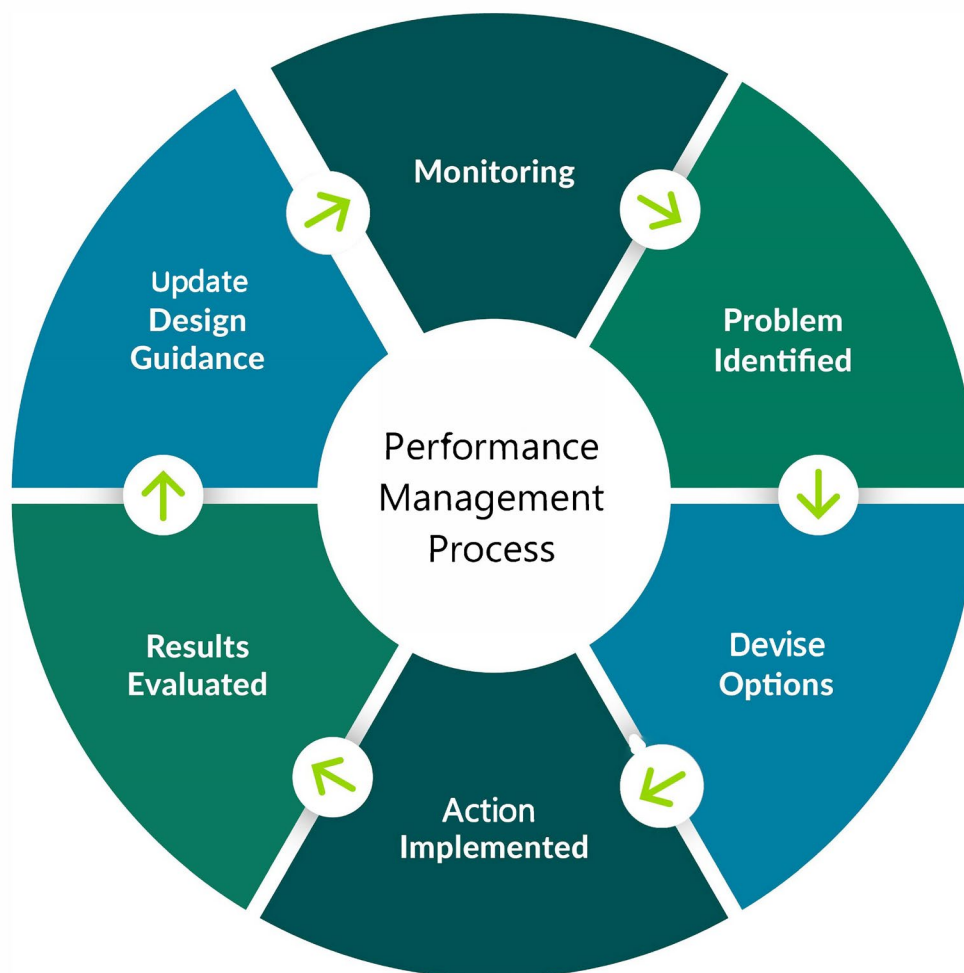 Monitoring
Problem
Identified
Devise
Options
Action
Implemented
Results
Evaluated
Update
Design
Guidance
Performance
Management
Process